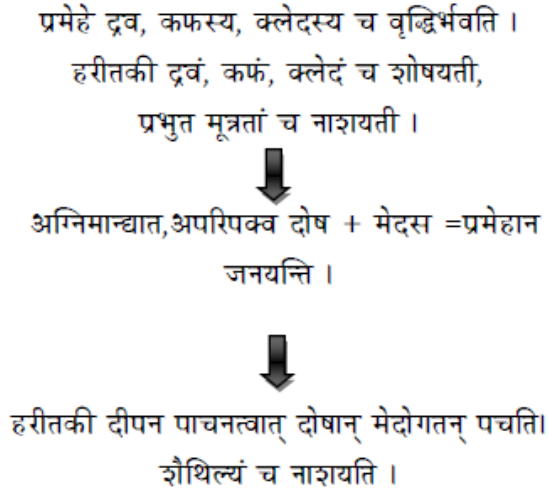 प्रमेहे द्रव, कफस्य, क्लेदस्य च वृद्धिर्भवति ।
हरीतकी द्रवं, कफं, क्लेदं च शोषयती,
प्रभुत मूत्रतां च नाशयती ।
अग्निमान्द्यात,अपरिपक्व दोष + मेदस =प्रमेहान
जनयन्ति ।
हरीतकी दीपन पाचनत्वात् दोषान् मेदोगतन् पचति।
शैथिल्यं च नाशयति ।